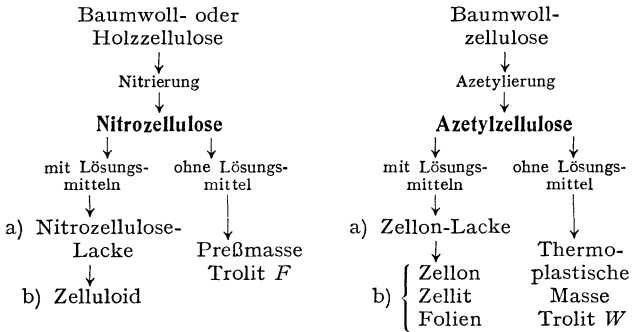 Baumwoll- oder
Holzzellulose
Nitrierung
Nitrozellulose
mit Lösungs-
mitteln
ohne Lösungs-
mittel
a) Nitrozellulose-
Lacke
b) Zelluloid
Preßmasse
Trolit F
Baumwoll-
zellulose
Azetylierung
Azetylzellulose
mit Lösungs-
mitteln
ohne Lösungs-
mittel
a) Zellon-Lacke
b) { Zellon
Zellit
Folien
Thermo-
plastische
Masse
Trolit W